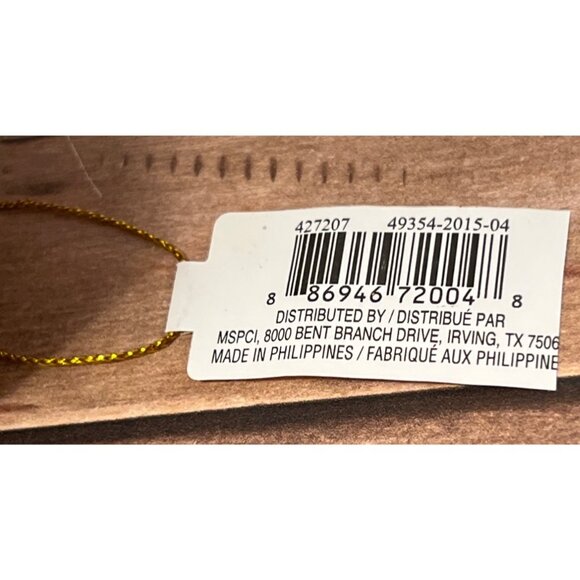 427207 49354-2015-04
8 86946 72004 8
DISTRIBUTED BY / DISTRIBUÉ PAR
MSPCI, 8000 BENT BRANCH DRIVE, IRVING, TX 7506
MADE IN PHILIPPINES / FABRIQUÉ AUX PHILIPPINE